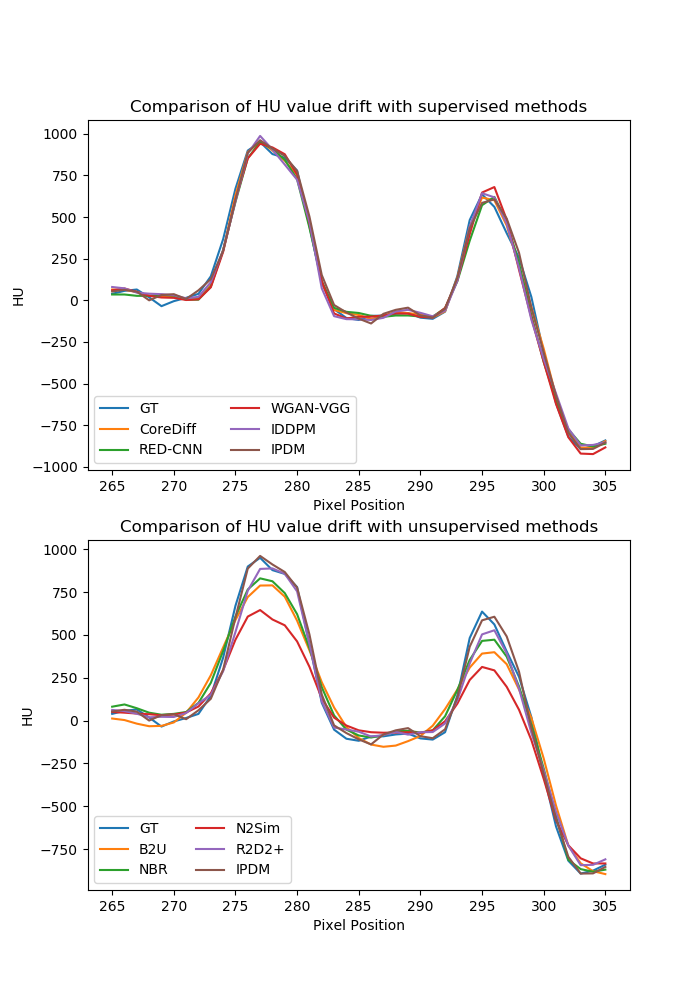 Comparison of HU value drift with supervised methods
1000
750
500
250
0
−250
−500
−750
−1000
HU
GT
CoreDiff
RED-CNN
WGAN-VGG
IDDPM
IPDM
265 270 275 280 285 290 295 300 305
Pixel Position
Comparison of HU value drift with unsupervised methods
1000
750
500
250
0
−250
−500
−750
HU
GT
B2U
NBR
N2Sim
R2D2+
IPDM
265 270 275 280 285 290 295 300 305
Pixel Position